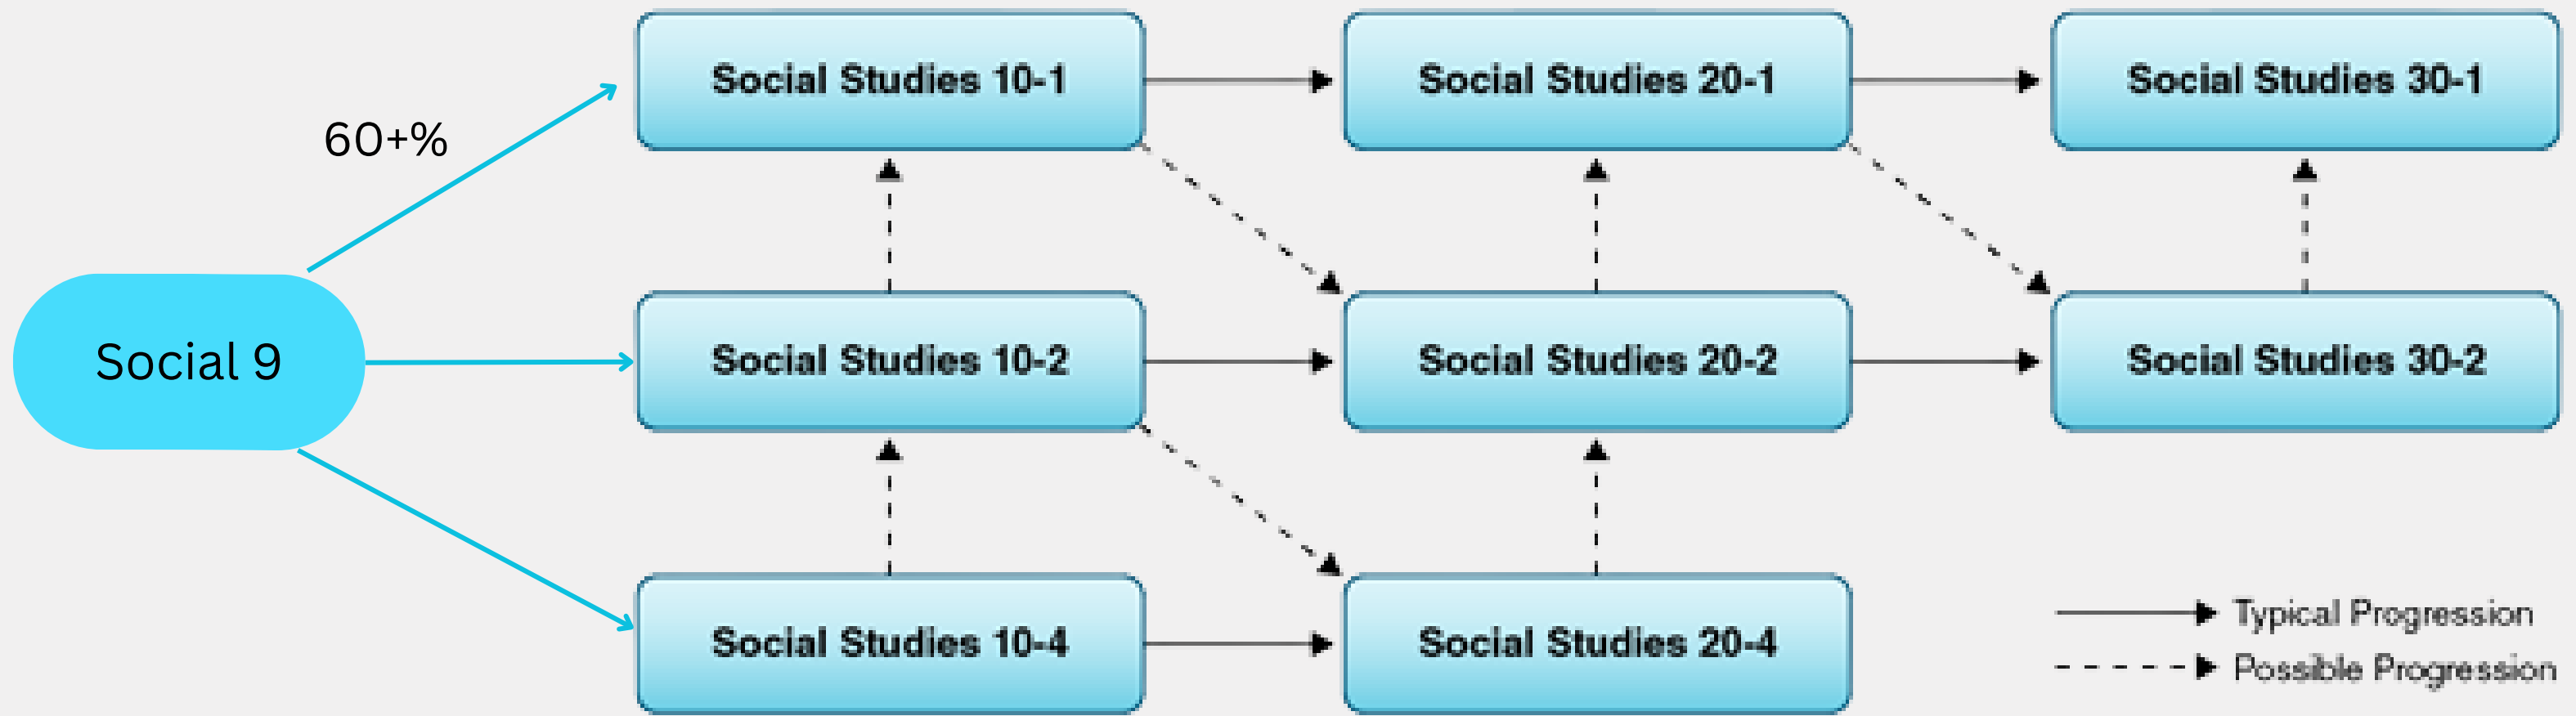 Social Studies 10-1
Social Studies 20-1
Social Studies 30-1
60+%
Social 9
Social Studies 10-2
Social Studies 20-2
Social Studies 30-2
Social Studies 10-4
Social Studies 20-4
Typical Progression
Possible Progression